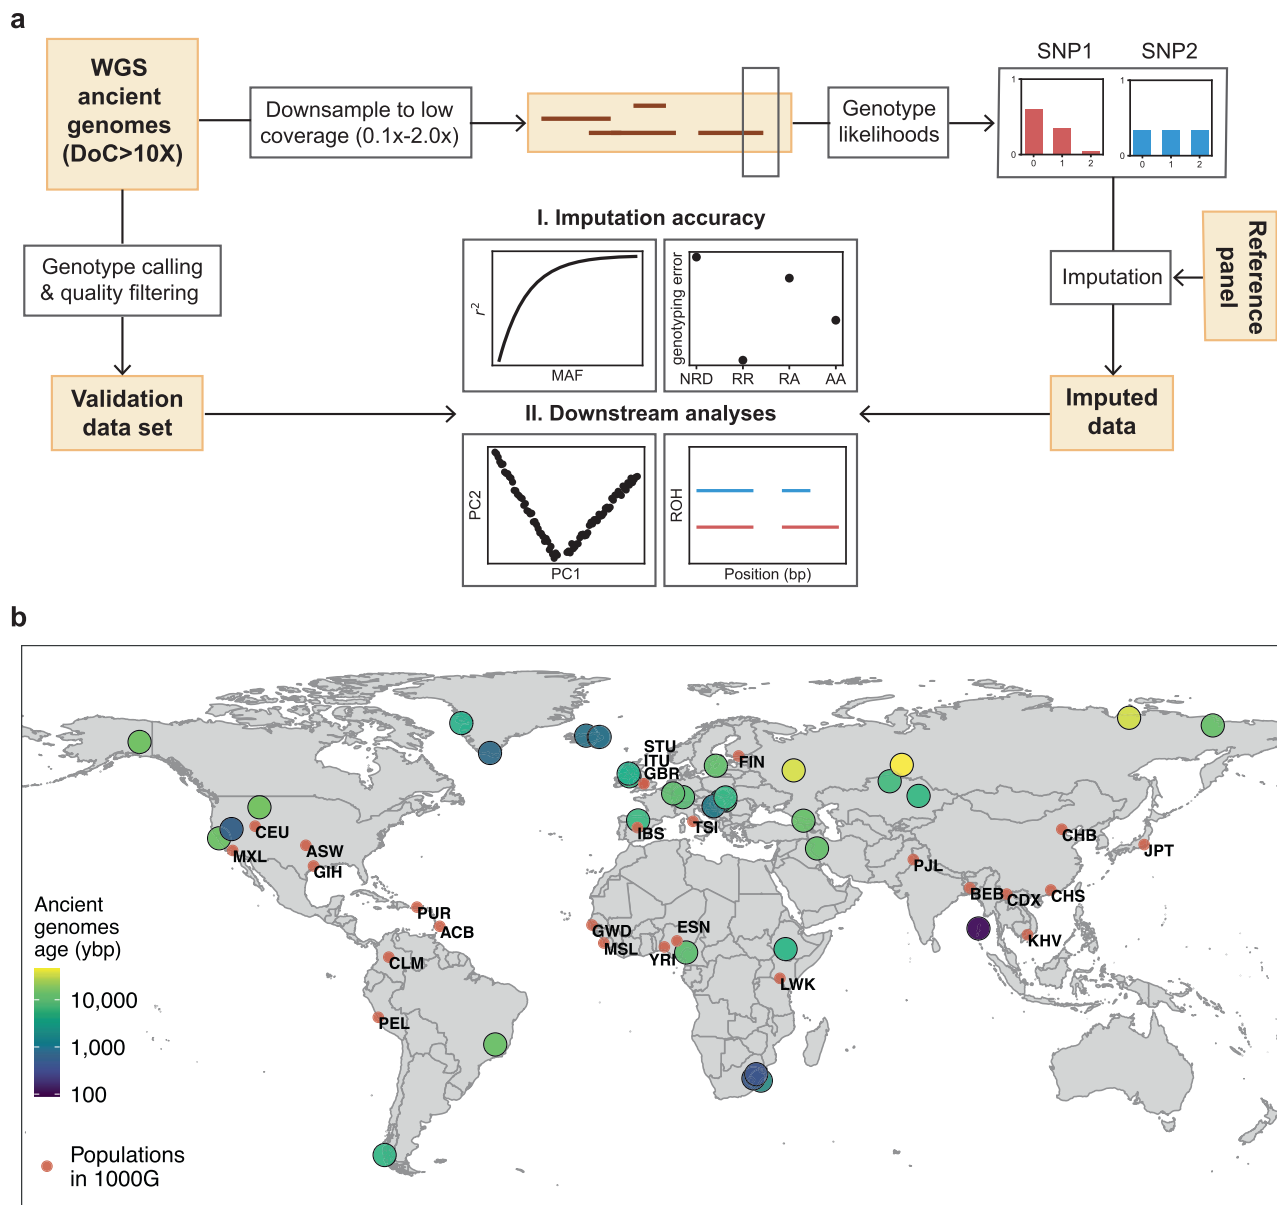 a
WGS
ancient
genomes
(DoC>10X)
Downsample to low
coverage (0.1x-2.0x)
Genotype
likelihoods
SNP1
SNP2
1
0
0
1
2
1
0
0
1
2
Genotype calling
& quality filtering
Imputation
Reference
panel
Validation
data set
Imputed
data
I. Imputation accuracy
r²
MAF
genotyping error
NRD
RR
RA
AA
II. Downstream analyses
PC2
PC1
ROH
Position (bp)
b
STU
ITU
GBR
FIN
IBS
TSI
CEU
MXL
ASW
GIH
PUR
ACB
CLM
PEL
GWD
MSL
ESN
YRI
LWK
PJL
BEB
CDX
CHS
KHV
CHB
JPT
Ancient
genomes
age (ybp)
10,000
1,000
100
Populations
in 1000G